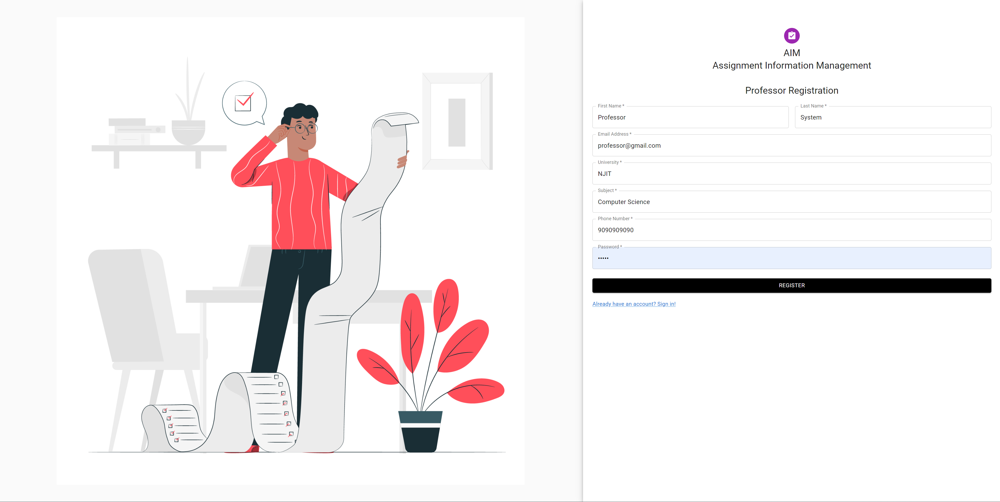 AIM
Assignment Information Management
Professor Registration
First Name *
Professor
Last Name *
System
Email Address *
professor@gmail.com
University *
NJIT
Subject *
Computer Science
Phone Number *
9090909090
Password *
•••••
REGISTER
Already have an account? Sign in!